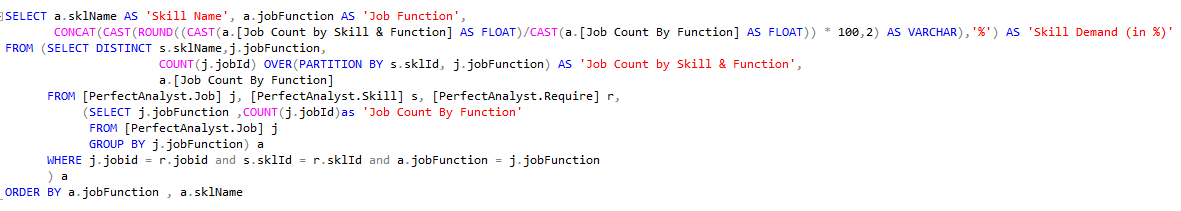 SELECT a.sklName AS 'Skill Name', a.jobFunction AS 'Job Function',
CONCAT(CAST(ROUND((CAST(a.[Job Count by Skill & Function] AS FLOAT)/CAST(a.[Job Count By Function] AS FLOAT)) * 100,2) AS VARCHAR),'%') AS 'Skill Demand (in %)'
FROM (SELECT DISTINCT s.sklName,j.jobFunction,
COUNT(j.jobId) OVER(PARTITION BY s.sklId, j.jobFunction) AS 'Job Count by Skill & Function',
a.[Job Count By Function]
FROM [PerfectAnalyst.Job] j, [PerfectAnalyst.Skill] s, [PerfectAnalyst.Require] r,
(SELECT j.jobFunction ,COUNT(j.jobId)as 'Job Count By Function'
FROM [PerfectAnalyst.Job] j
GROUP BY j.jobFunction) a
WHERE j.jobid = r.jobid and s.sklId = r.sklId and a.jobFunction = j.jobFunction
) a
ORDER BY a.jobFunction , a.sklName